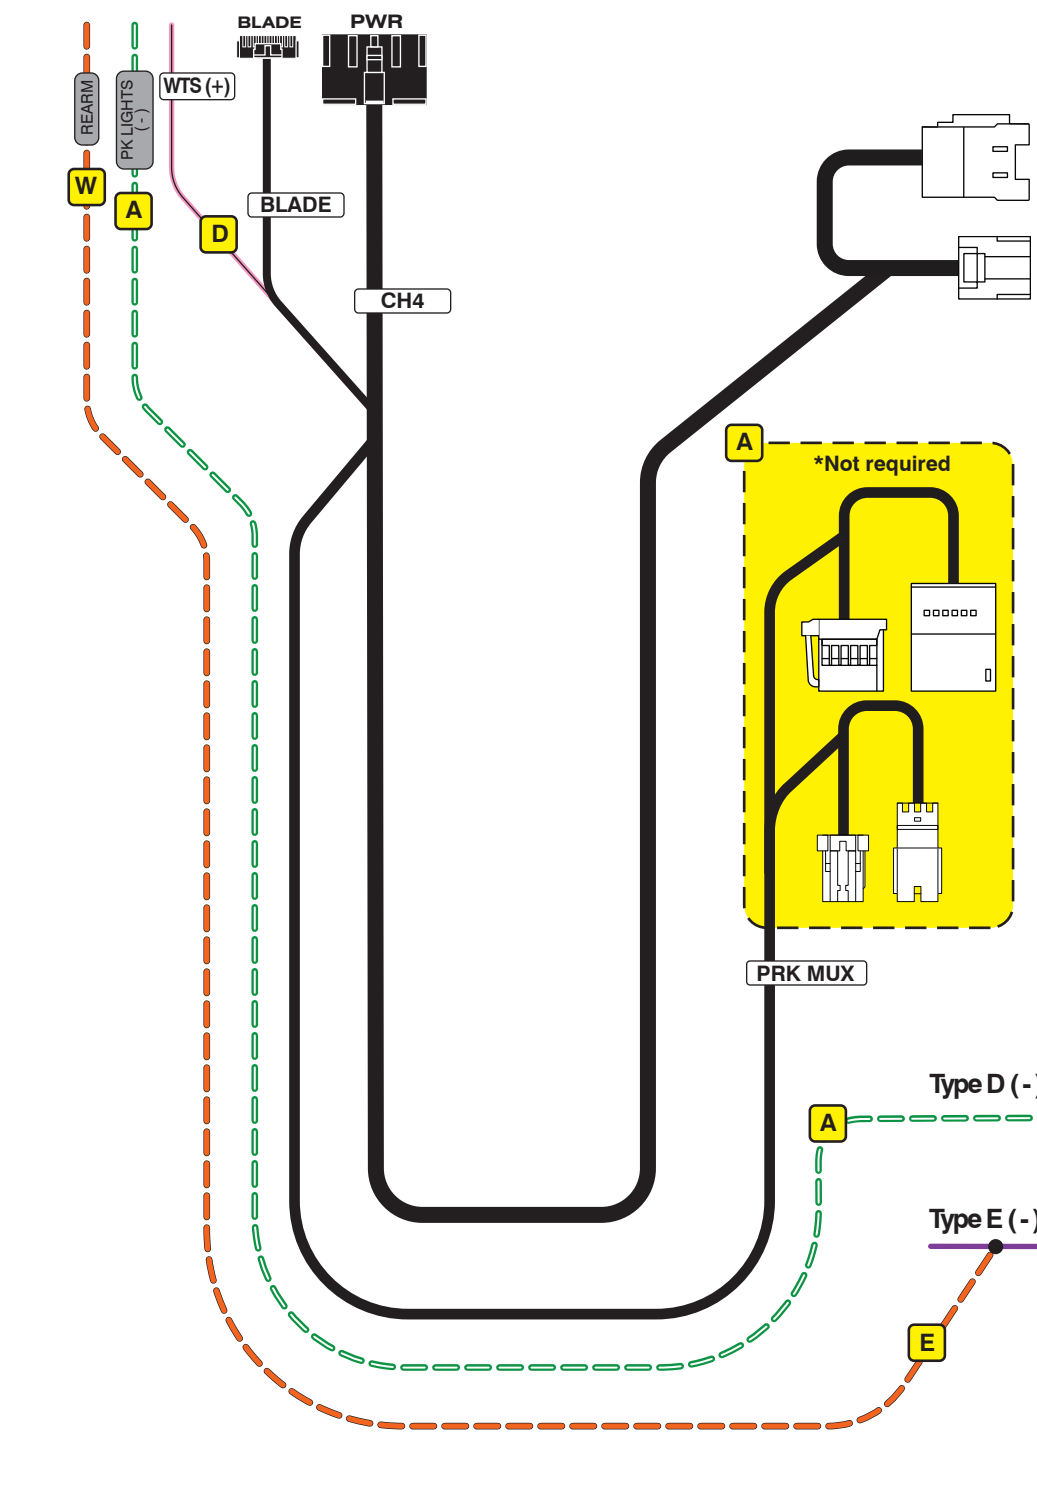 BLADE
PWR
REARM
PK LIGHTS
( - )
WTS (+)
W
A
D
BLADE
CH4
A
*Not required
PRK MUX
Type D ( - )
A
Type E ( - )
E